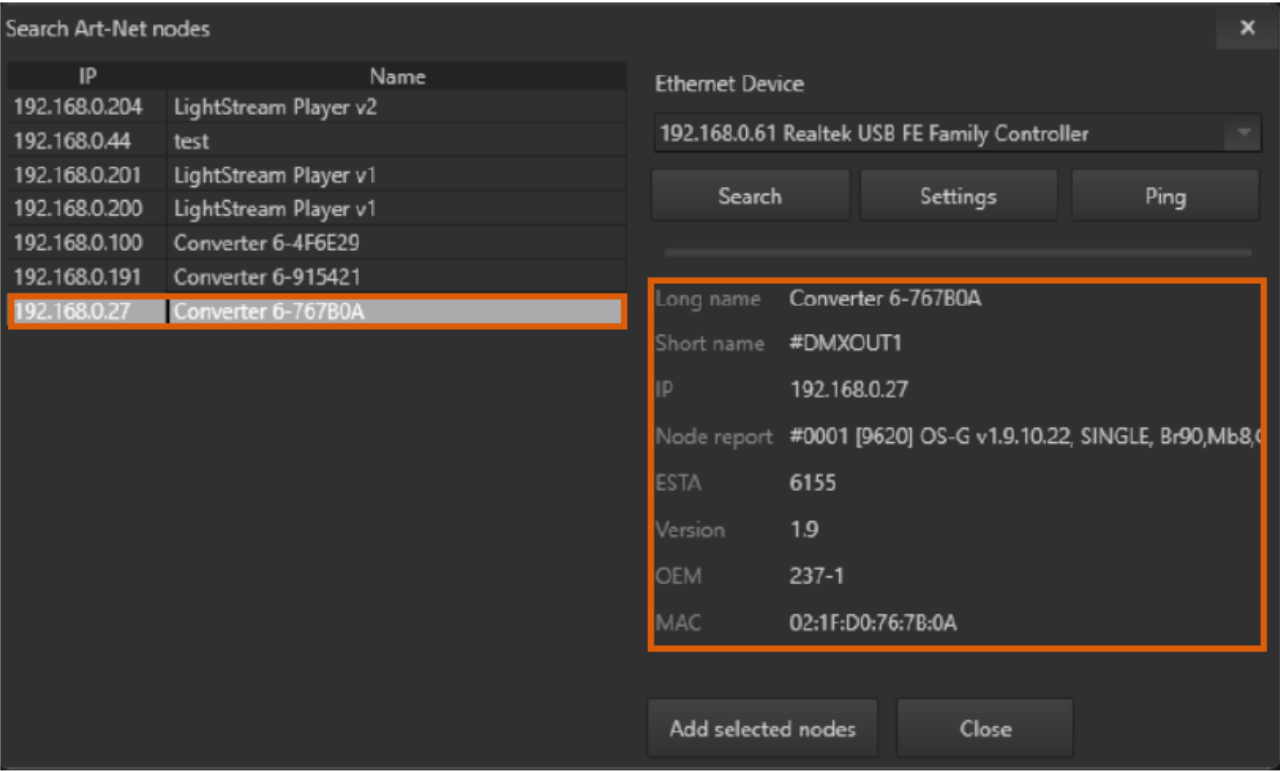 Search Art-Net nodes
×
IP Name
192.168.0.204 LightStream Player v2
192.168.0.44 test
192.168.0.201 LightStream Player v1
192.168.0.200 LightStream Player v1
192.168.0.100 Converter 6-4F6E29
192.168.0.191 Converter 6-915421
192.168.0.27 Converter 6-767B0A
Ethernet Device
192.168.0.61 Realtek USB FE Family Controller
Search Settings Ping
Long name Converter 6-767B0A
Short name #DMXOUT1
IP 192.168.0.27
Node report #0001 [9620] OS-G v1.9.10.22, SINGLE, Br90,Mb8,
ESTA 6155
Version 1.9
OEM 237-1
MAC 02:1F:D0:76:7B:0A
Add selected nodes Close